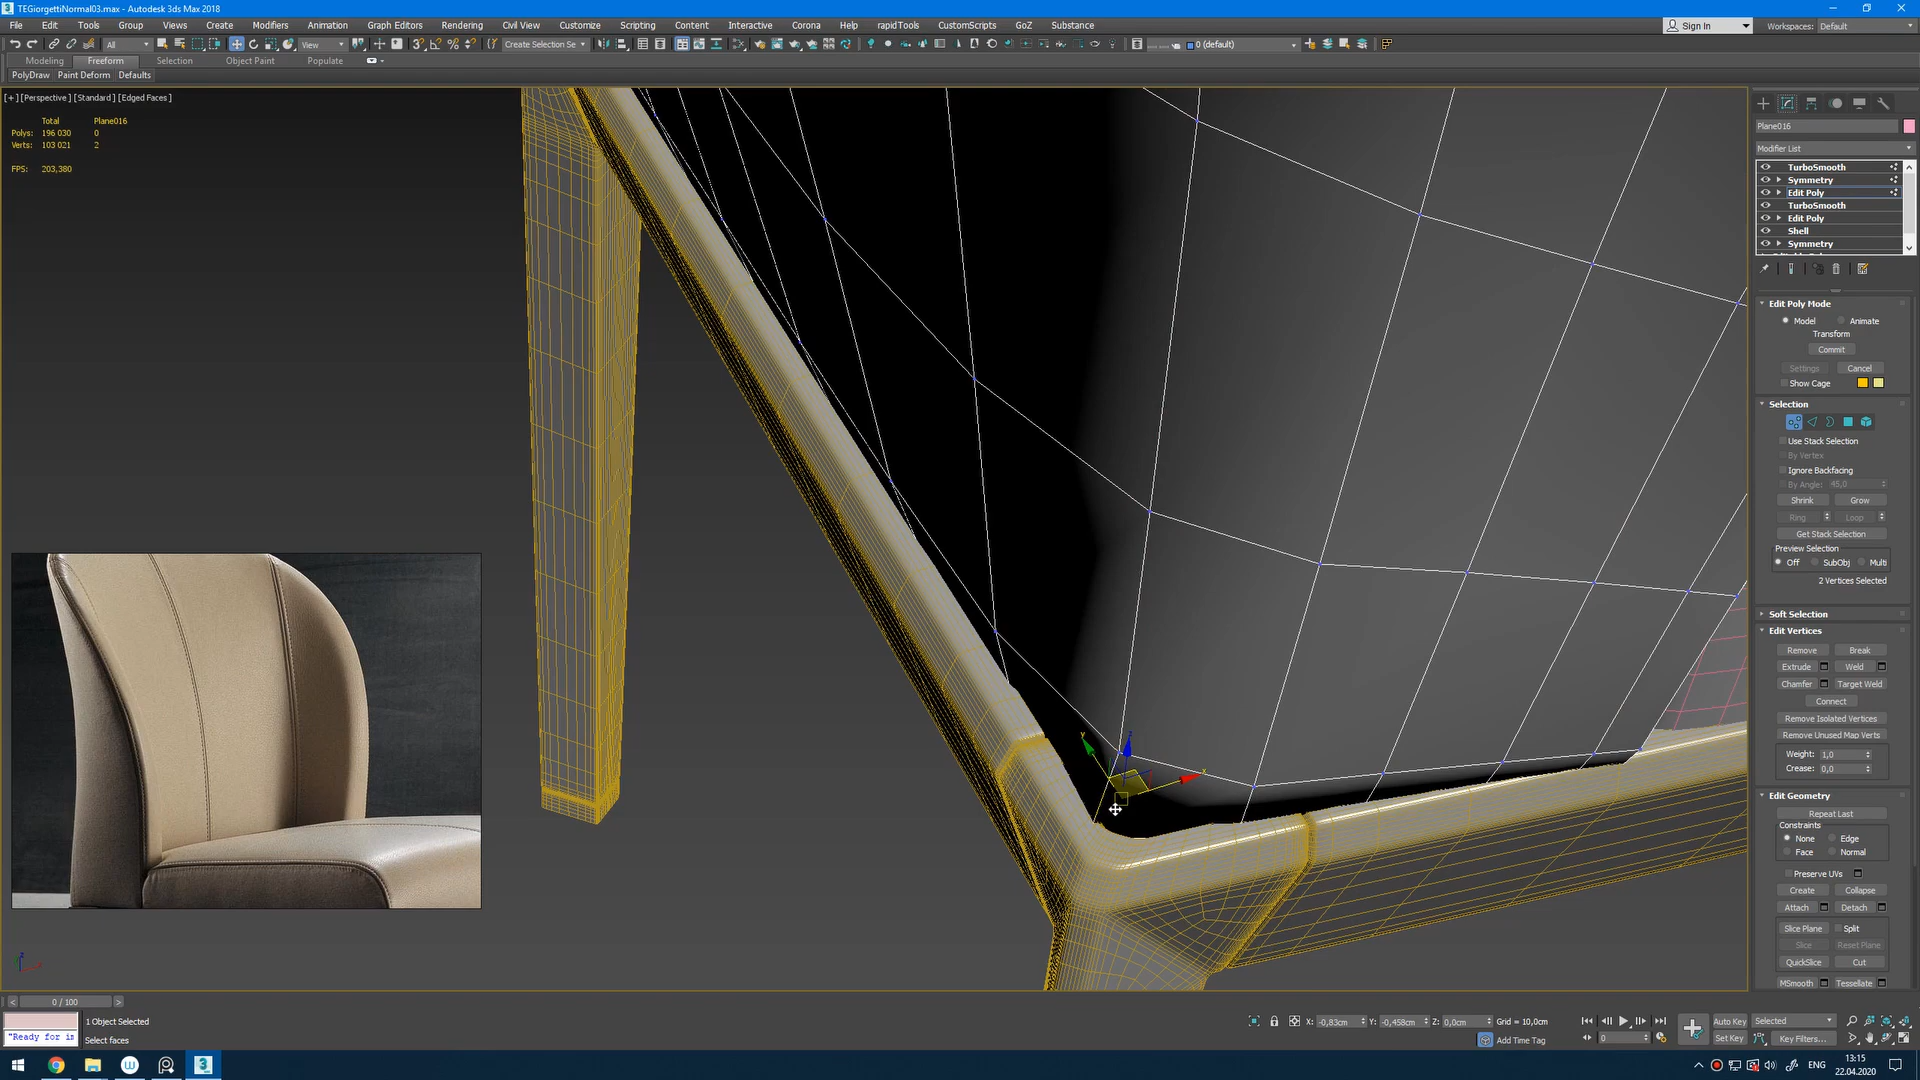 TEGiorgettiNormal03.max - Autodesk 3ds Max 2018
File Edit Tools Group Views Create Modifiers Animation Graph Editors Rendering Civil View Customize Scripting Content Interactive Corona Help rapidTools CustomScripts GoZ Substance Sign In Workspaces: Default
All View Create Selection Se 0 (default)
Modeling Freeform Selection Object Paint Populate
PolyDraw Paint Deform Defaults
[+] [Perspective] [Standard] [Edged Faces]
Total Plane016
Polys: 196 030 0
Verts: 103 021 2
FPS: 203,380
Plane016
Modifier List
TurboSmooth
Symmetry
Edit Poly
TurboSmooth
Edit Poly
Shell
Symmetry
Edit Poly Mode
Model Animate
Transform
Commit
Settings Cancel
Show Cage
Selection
Use Stack Selection
By Vertex
Ignore Backfacing
By Angle: 45,0
Shrink Grow
Ring Loop
Get Stack Selection
Preview Selection
Off SubObj Multi
2 Vertices Selected
Soft Selection
Edit Vertices
Remove Break
Extrude Weld
Chamfer Target Weld
Connect
Remove Isolated Vertices
Remove Unused Map Verts
Weight: 1,0
Crease: 0,0
Edit Geometry
Repeat Last
Constraints
None Edge
Face Normal
Preserve UVs
Create Collapse
Attach Detach
Slice Plane Split
Slice Reset Plane
QuickSlice Cut
MSmooth Tessellate
< 0 / 100 >
1 Object Selected
"Ready for in
Select faces
X: -0,83cm Y: -0,458cm Z: 0,0cm Grid = 10,0cm
Add Time Tag
Auto Key Selected
Set Key Key Filters...
0
ENG
13:15
22.04.2020